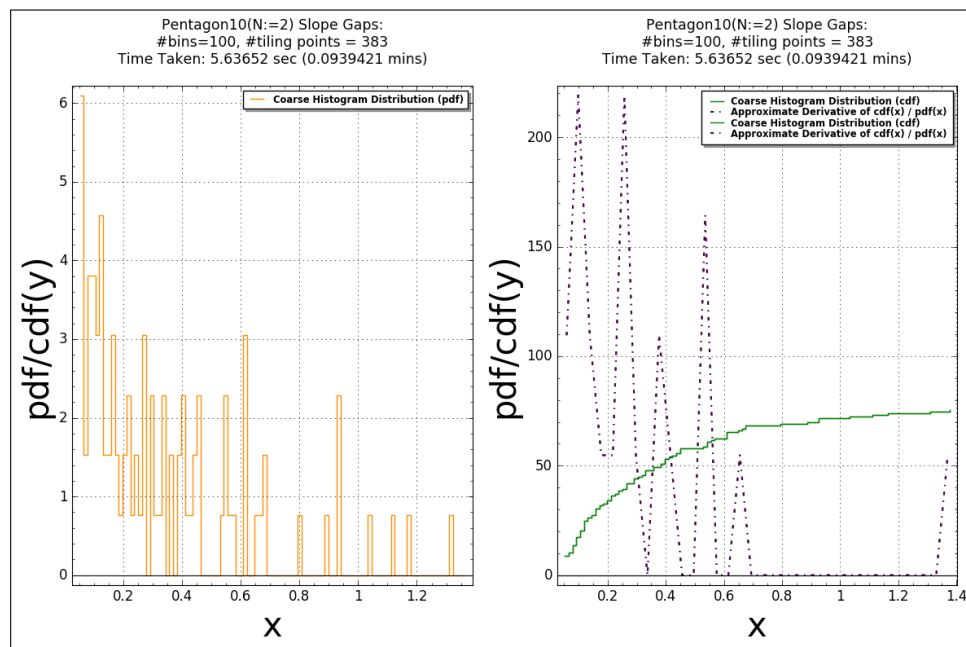 Pentagon10(N:=2) Slope Gaps:
#bins=100, #tiling points = 383
Time Taken: 5.63652 sec (0.0939421 mins)
Coarse Histogram Distribution (pdf)
pdf/cdf(y)
6
5
4
3
2
1
0
0.2
0.4
0.6
0.8
1
1.2
x
Pentagon10(N:=2) Slope Gaps:
#bins=100, #tiling points = 383
Time Taken: 5.63652 sec (0.0939421 mins)
Coarse Histogram Distribution (cdf)
Approximate Derivative of cdf(x) / pdf(x)
Coarse Histogram Distribution (cdf)
Approximate Derivative of cdf(x) / pdf(x)
pdf/cdf(y)
200
150
100
50
0
0.2
0.4
0.6
0.8
1
1.2
1.4
x